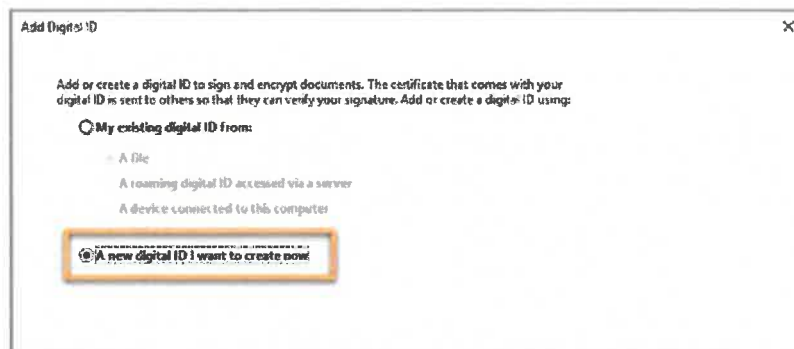 Add Digital ID
Add or create a digital ID to sign and encrypt documents. The certificate that comes with your
digital ID is sent to others so that they can verify your signature. Add or create a digital ID using:
My existing digital ID from:
A file
A roaming digital ID accessed via a server
A device connected to this computer
A new digital ID I want to create now